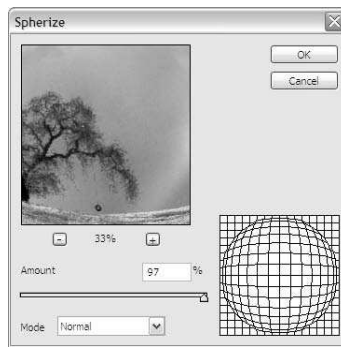 Spherize
OK
Cancel
- 33% +
Amount 97 %
Mode Normal